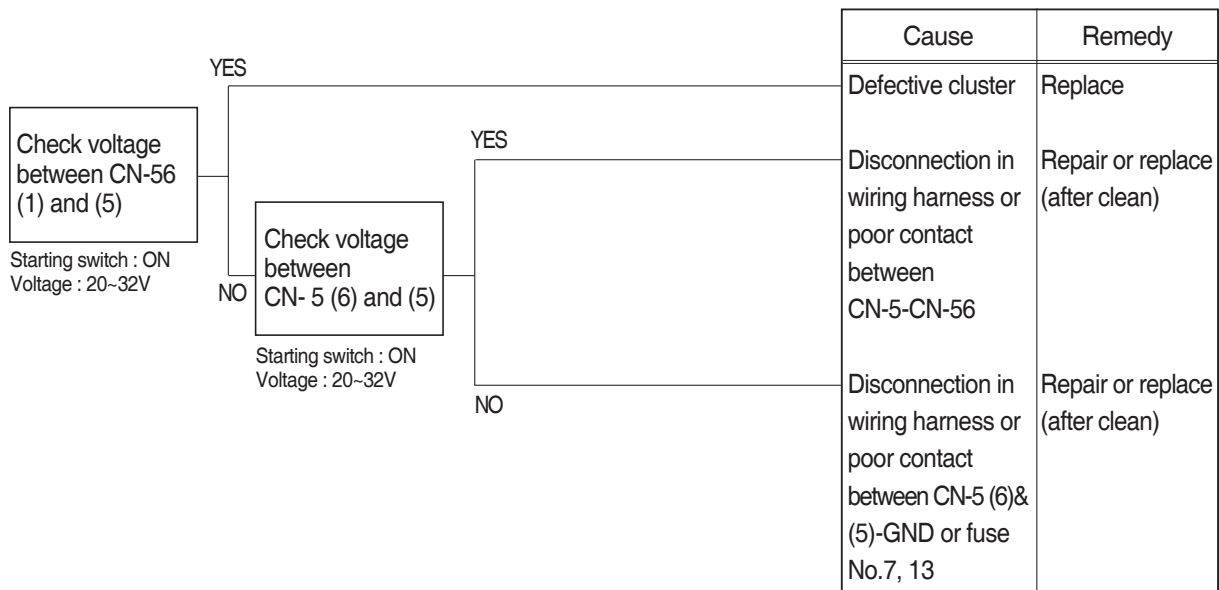 Cause
Remedy
YES
Defective cluster
Replace
Check voltage
between CN-56
(1) and (5)
Starting switch : ON
Voltage : 20~32V
NO
Check voltage
between
CN- 5 (6) and (5)
Starting switch : ON
Voltage : 20~32V
YES
Disconnection in
wiring harness or
poor contact
between
CN-5-CN-56
Repair or replace
(after clean)
NO
Disconnection in
wiring harness or
poor contact
between CN-5 (6)&
(5)-GND or fuse
No.7, 13
Repair or replace
(after clean)